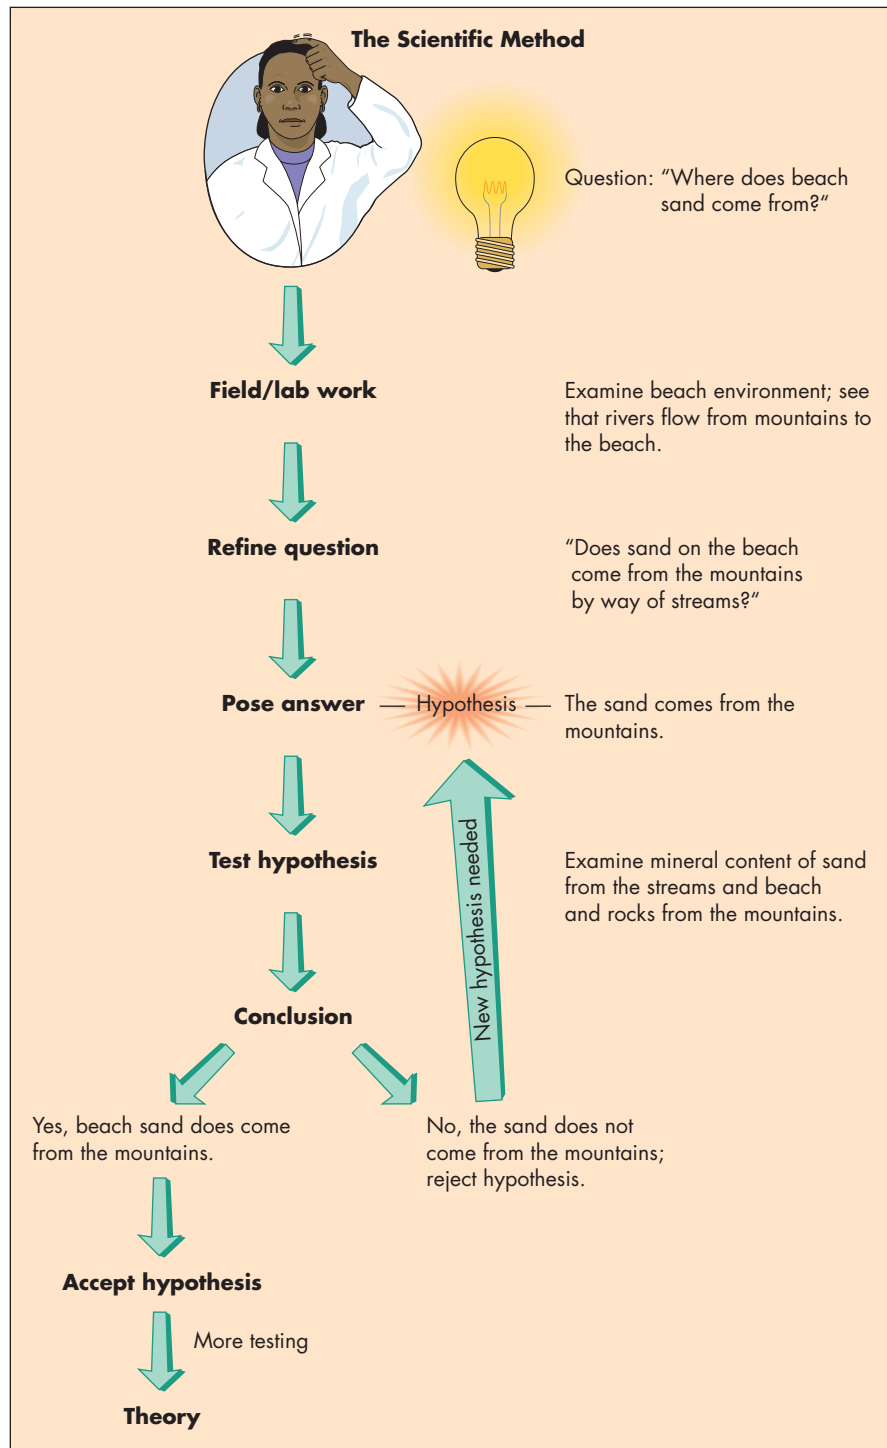 The Scientific Method
Question: “Where does beach
sand come from?“
Field/lab work
Examine beach environment; see
that rivers flow from mountains to
the beach.
Refine question
“Does sand on the beach
come from the mountains
by way of streams?“
Pose answer — Hypothesis — The sand comes from the
mountains.
Test hypothesis
Examine mineral content of sand
from the streams and beach
and rocks from the mountains.
New hypothesis needed
Conclusion
Yes, beach sand does come
from the mountains.
No, the sand does not
come from the mountains;
reject hypothesis.
Accept hypothesis
More testing
Theory